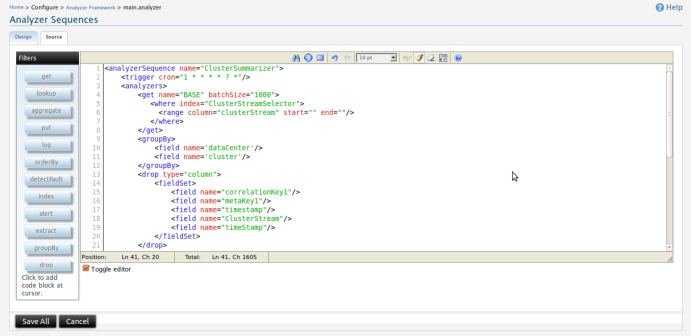 Home > Configure > Analyzer Framework > main.analyzer
Help
Analyzer Sequences
Design
Source
Filters
get
lookup
aggregate
put
log
orderBy
detectFault
index
alert
extract
groupBy
drop
Click to add
code block at
cursor.
10 pt
1 <analyzerSequence name="ClusterSummarizer">
2 <trigger cron="1 * * * * ? *"/>
3 <analyzers>
4 <get name="BASE" batchSize="1000">
5 <where index="ClusterStreamSelector">
6 <range column="clusterStream" start="" end=""/>
7 </where>
8 </get>
9 <groupBy>
10 <field name='dataCenter'/>
11 <field name='cluster'/>
12 </groupBy>
13 <drop type="column">
14 <fieldSet>
15 <field name="correlationKey1"/>
16 <field name="metaKey1"/>
17 <field name="timestamp"/>
18 <field name="ClusterStream"/>
19 <field name="timeStamp"/>
20 </fieldSet>
21 </drop>
Position: Ln 41, Ch 20 Total: Ln 41, Ch 1605
Toggle editor
Save All
Cancel